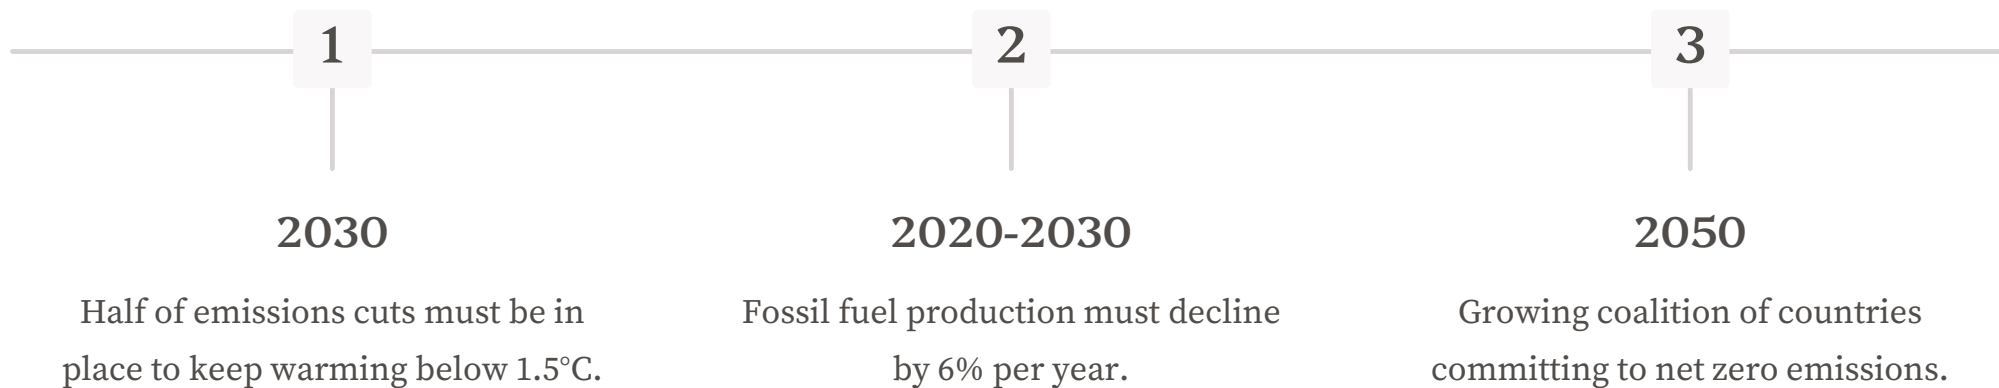 1
2
3
2030
Half of emissions cuts must be in
place to keep warming below 1.5°C.
2020-2030
Fossil fuel production must decline
by 6% per year.
2050
Growing coalition of countries
committing to net zero emissions.